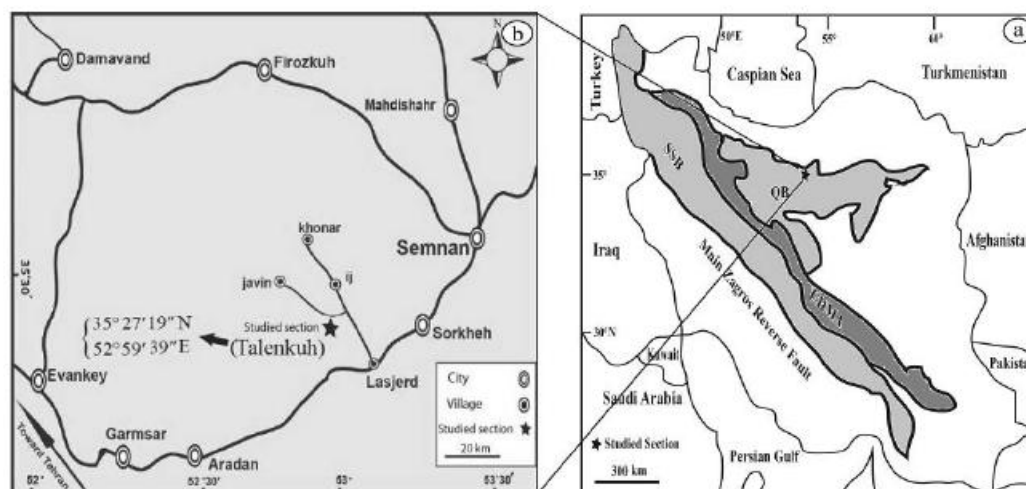 b
N
Damavand
Firozkuh
Mahdishahr
Semnan
khonar
ij
javin
Studied section
(Talenkuh)
35° 27' 19" N
52° 59' 39" E
Sorkheh
Lasjerd
Evankey
Garmsar
Aradan
Toward Tehran
35°30'
52°
52°30'
53°
53°30'
City
Village
Studied section
20 km
a
50°E
55°
60°
Turkey
Caspian Sea
Turkmenistan
35°
SSB
QB
UDMA
Iraq
Afghanistan
Main Zagros Reverse Fault
30°N
Kuwait
Pakistan
Saudi Arabia
Persian Gulf
Studied Section
300 km